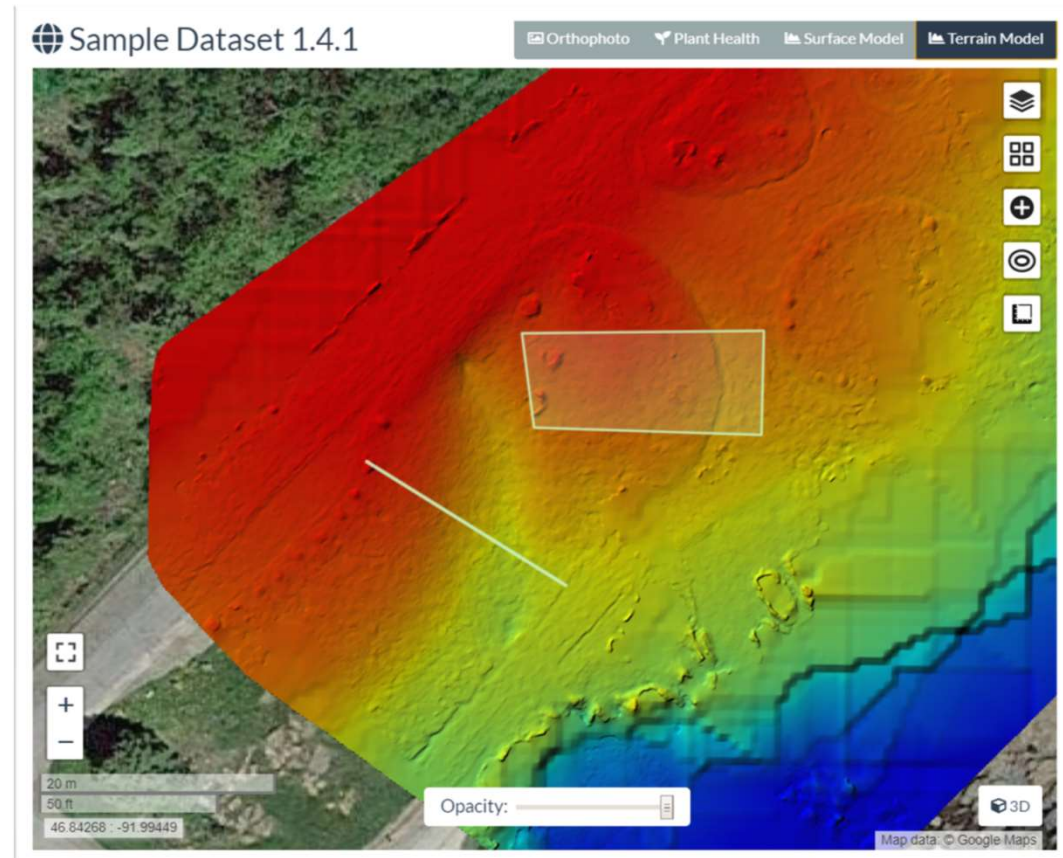 Sample Dataset 1.4.1
Orthophoto Plant Health Surface Model Terrain Model
20 m
50 ft
46.84268 : -91.99449
Opacity:
3D
Map data: © Google Maps